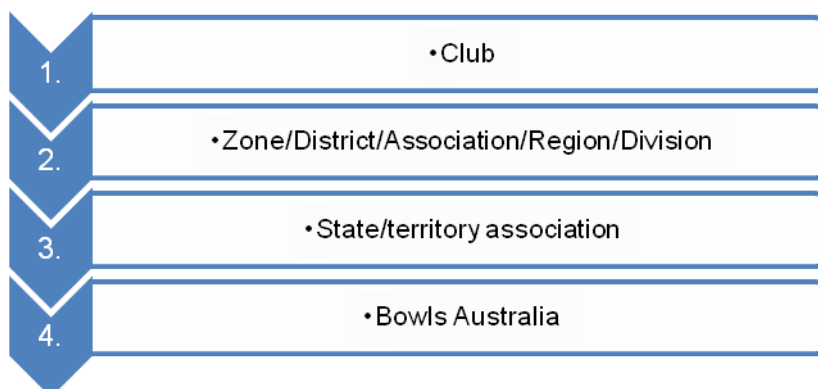 1.
•Club
2.
•Zone/District/Association/Region/Division
3.
•State/territory association
4.
•Bowls Australia